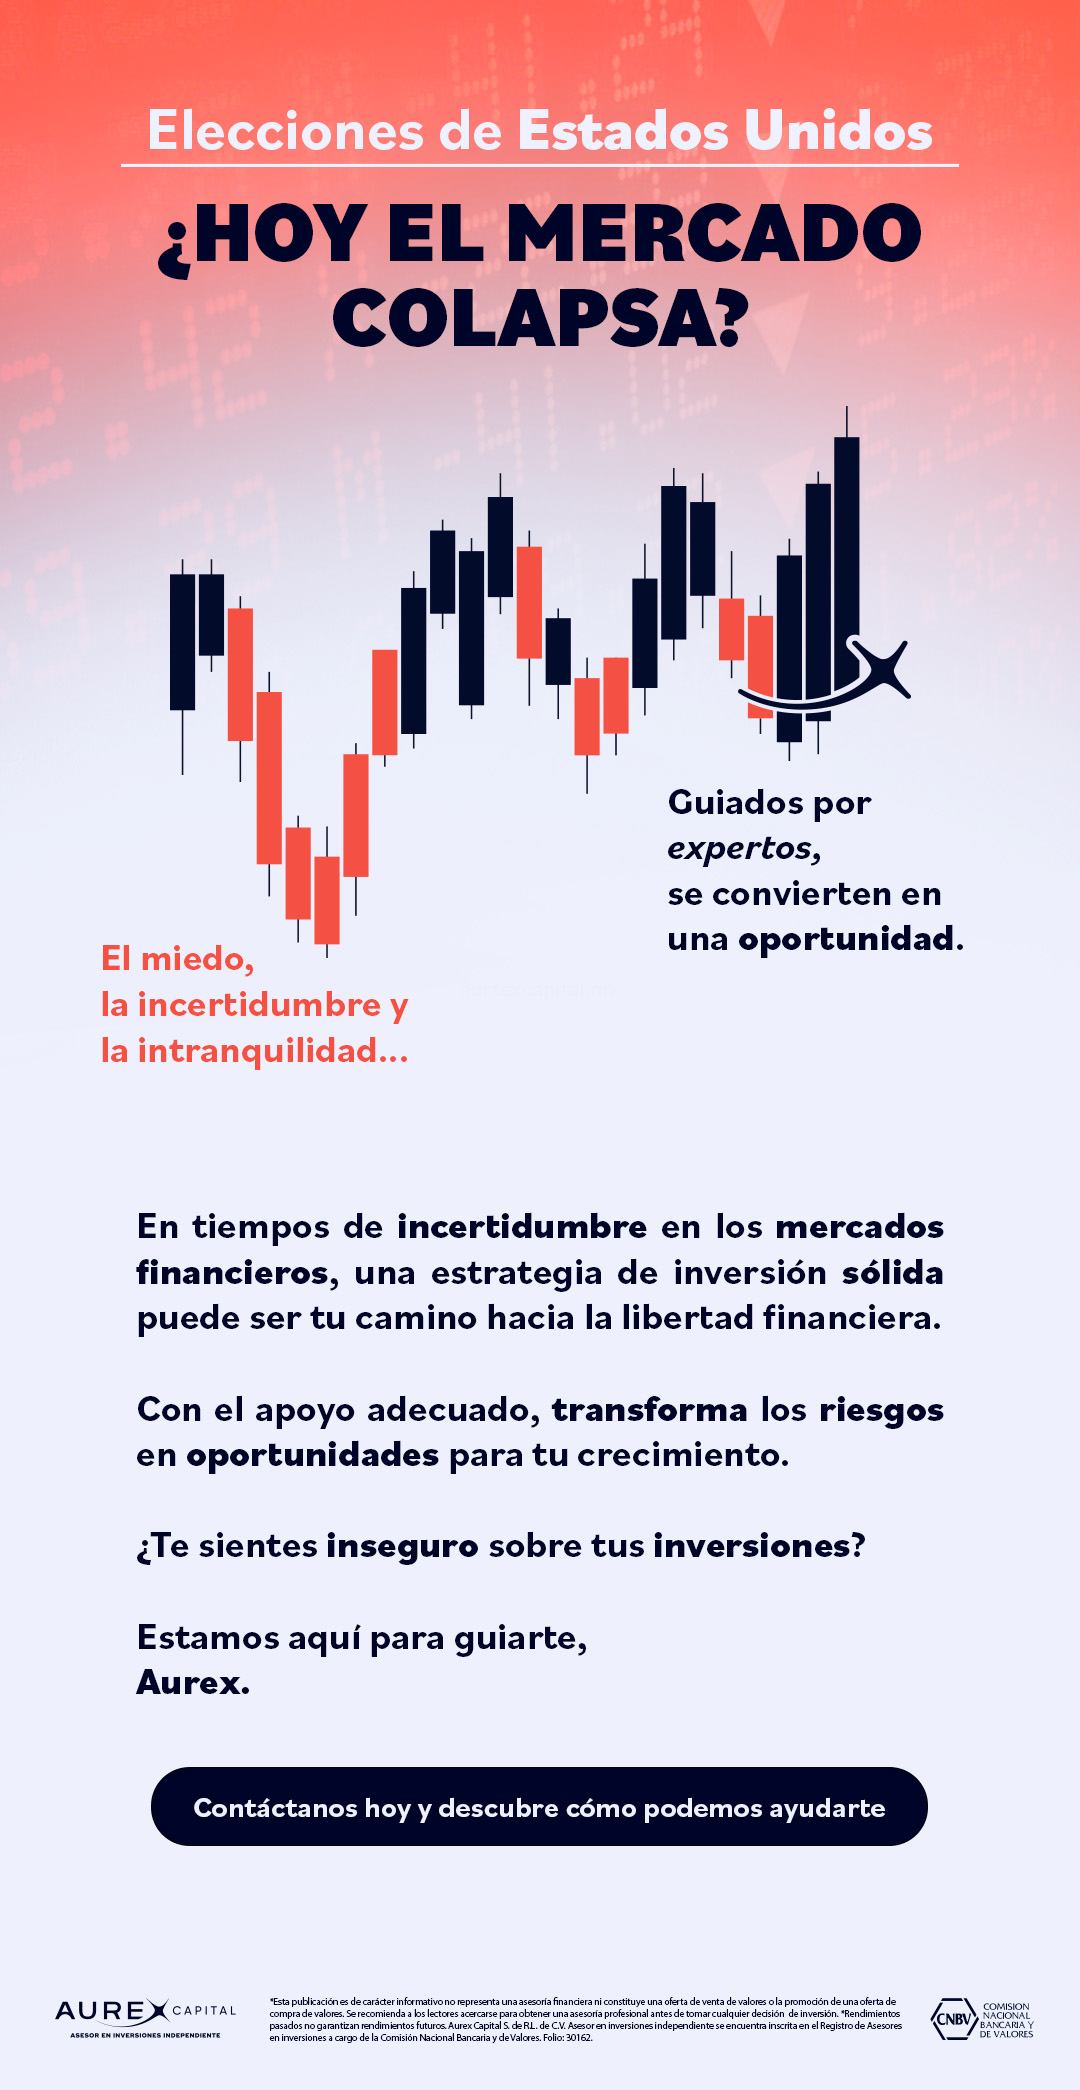 Elecciones de Estados Unidos
¿HOY EL MERCADO
COLAPSA?
Guiados por
expertos,
se convierten en
una oportunidad.
El miedo,
la incertidumbre y
la intranquilidad...
En tiempos de incertidumbre en los mercados
financieros, una estrategia de inversión sólida
puede ser tu camino hacia la libertad financiera.
Con el apoyo adecuado, transforma los riesgos
en oportunidades para tu crecimiento.
¿Te sientes inseguro sobre tus inversiones?
Estamos aquí para guiarte,
Aurex.
Contáctanos hoy y descubre cómo podemos ayudarte
AUREX CAPITAL
ASESOR EN INVERSIONES INDEPENDIENTE
*Esta publicación es de carácter informativo no representa una asesoría financiera ni constituye una oferta de venta de valores o la promoción de una oferta de
compra de valores. Se recomienda a los lectores acercarse para obtener una asesoría profesional antes de tomar cualquier decisión de inversión. *Rendimientos
pasados no garantizan rendimientos futuros. Aurex Capital S. de R.L. de C.V. Asesor en inversiones independiente se encuentra inscrita en el Registro de Asesores
en inversiones a cargo de la Comisión Nacional Bancaria y de Valores. Folio: 30162.
CNBV
COMISION
NACIONAL
BANCARIA Y
DE VALORES